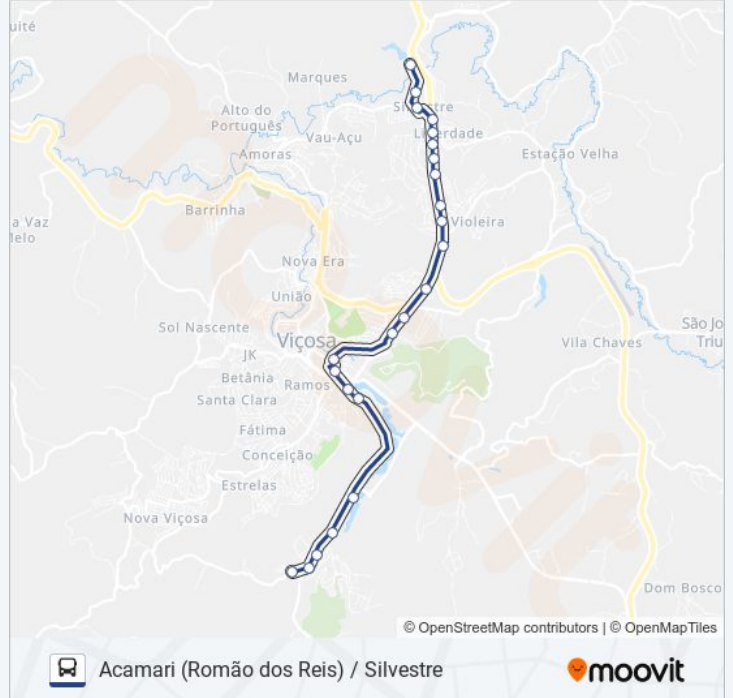 uité
Marques
Silvestre
Alto do
Português
Vau-Açu
Liberdade
Amoras
Estação Velha
Barrinha
a Vaz
Melo
Violeira
Nova Era
União
Sol Nascente
São Jo
Triu
Viçosa
Vila Chaves
JK
Betânia
Ramos
Santa Clara
Fátima
Conceição
Estrelas
Nova Viçosa
Dom Bosco
© OpenStreetMap contributors | © OpenMapTiles
Acamari (Romão dos Reis) / Silvestre
moovit